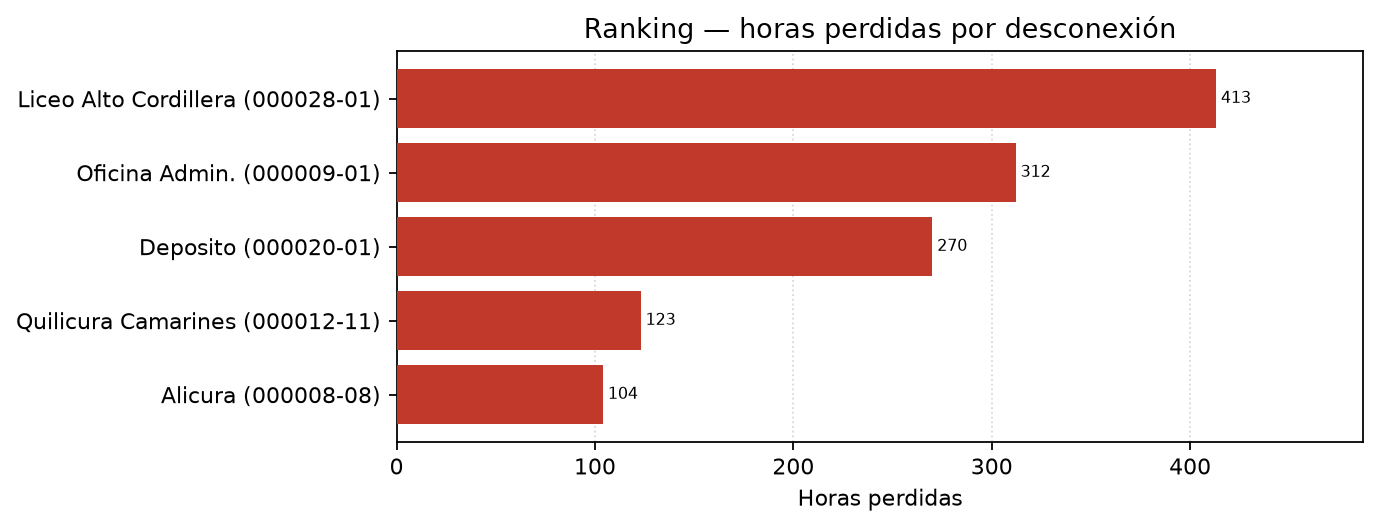 Ranking — horas perdidas por desconexión
Liceo Alto Cordillera (000028-01)
413
Oficina Admin. (000009-01)
312
Deposito (000020-01)
270
Quilicura Camarines (000012-11)
123
Alicura (000008-08)
104
0 100 200 300 400
Horas perdidas